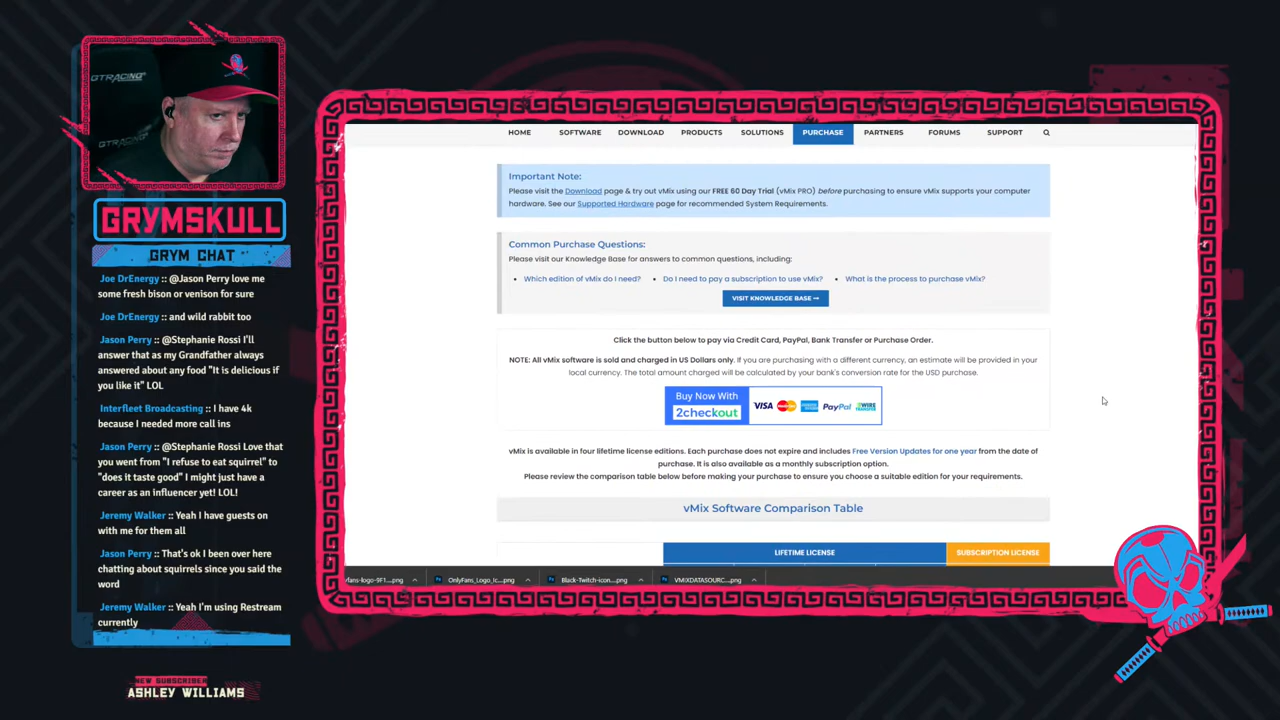 GTRACING
GTRACING
GRYMSKULL
GRYM CHAT
Joe DrEnergy :: @Jason Perry love me
some fresh bison or venison for sure
Joe DrEnergy :: and wild rabbit too
Jason Perry :: @Stephanie Rossi I'll
answer that as my Grandfather always
answered about any food "It is delicious if
you like it" LOL
Interfleet Broadcasting :: I have 4k
because I needed more call ins
Jason Perry :: @Stephanie Rossi Love that
you went from "I refuse to eat squirrel" to
"does it taste good" I might just have a
career as an influencer yet! LOL!
Jeremy Walker :: Yeah I have guests on
with me for them all
Jason Perry :: That's ok I been over here
chatting about squirrels since you said the
word
Jeremy Walker :: Yeah I'm using Restream
currently
NEW SUBSCRIBER
ASHLEY WILLIAMS
HOME SOFTWARE DOWNLOAD PRODUCTS SOLUTIONS PURCHASE PARTNERS FORUMS SUPPORT
Important Note:
Please visit the Download page & try out vMix using our FREE 60 Day Trial (vMix PRO) before purchasing to ensure vMix supports your computer
hardware. See our Supported Hardware page for recommended System Requirements.
Common Purchase Questions:
Please visit our Knowledge Base for answers to common questions, including:
• Which edition of vMix do I need? • Do I need to pay a subscription to use vMix? • What is the process to purchase vMix?
VISIT KNOWLEDGE BASE →
Click the button below to pay via Credit Card, PayPal, Bank Transfer or Purchase Order.
NOTE: All vMix software is sold and charged in US Dollars only. If you are purchasing with a different currency, an estimate will be provided in your
local currency. The total amount charged will be calculated by your bank's conversion rate for the USD purchase.
Buy Now With
2checkout
VISA PayPal WIRE TRANSFER
vMix is available in four lifetime license editions. Each purchase does not expire and includes Free Version Updates for one year from the date of
purchase. It is also available as a monthly subscription option.
Please review the comparison table below before making your purchase to ensure you choose a suitable edition for your requirements.
vMix Software Comparison Table
LIFETIME LICENSE SUBSCRIPTION LICENSE
fans-logo-9F1....png OnlyFans_Logo_Ic....png Black-Twitch-icon....png VMIXDATASOURC....png